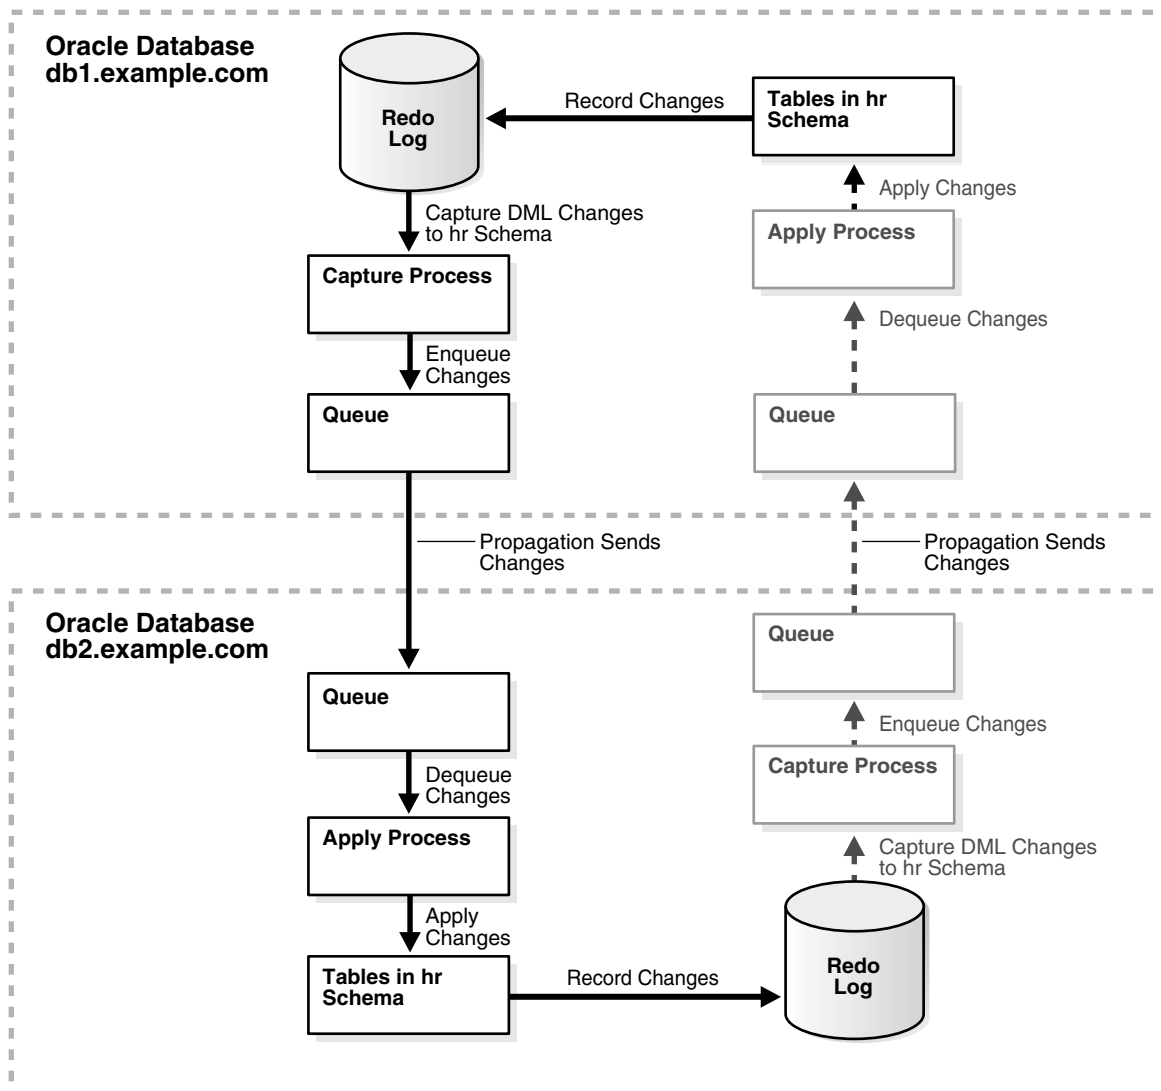 Oracle Database
db1.example.com
Redo
Log
Record Changes
Tables in hr
Schema
Apply Changes
Capture DML Changes
to hr Schema
Apply Process
Capture Process
Dequeue Changes
Enqueue
Changes
Queue
Queue
Propagation Sends
Changes
Propagation Sends
Changes
Oracle Database
db2.example.com
Queue
Queue
Enqueue Changes
Dequeue
Changes
Capture Process
Apply Process
Capture DML Changes
to hr Schema
Apply
Changes
Tables in hr
Schema
Record Changes
Redo
Log